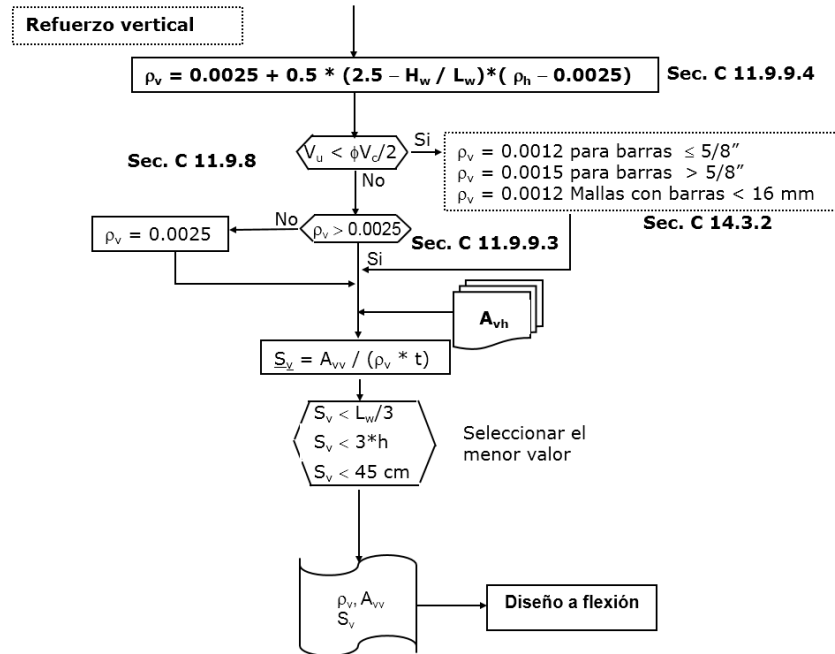 Refuerzo vertical
ρv = 0.0025 + 0.5 * (2.5 – Hw / Lw)*( ρh – 0.0025)
Sec. C 11.9.9.4
Sec. C 11.9.8
Vu < ϕVc/2
Si
ρv = 0.0012 para barras ≤ 5/8”
ρv = 0.0015 para barras > 5/8”
ρv = 0.0012 Mallas con barras < 16 mm
No
Sec. C 14.3.2
ρv = 0.0025
No
ρv > 0.0025
Sec. C 11.9.9.3
Si
Avh
Sv = Avv / (ρv * t)
Sv < Lw/3
Sv < 3*h
Sv < 45 cm
Seleccionar el
menor valor
ρv, Avv
Sv
Diseño a flexión